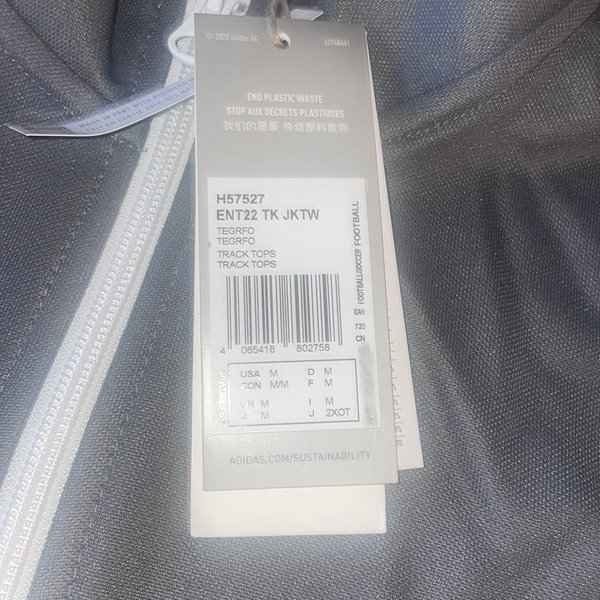 © 2020 adidas AG
62768441
END PLASTIC WASTE
STOP AUX DÉCHETS PLASTIQUES
我们的愿景 终结塑料废物
H57527
ENT22 TK JKTW
TEGRFO
TEGRFO
TRACK TOPS
TRACK TOPS
FOOTBALL/SOCCER FOOTBALL
EAN
720
CN
4 065418 802758
USA M D M
CDN M/M F M
UK M I M
M J 2XOT
ADIDAS.COM/SUSTAINABILITY